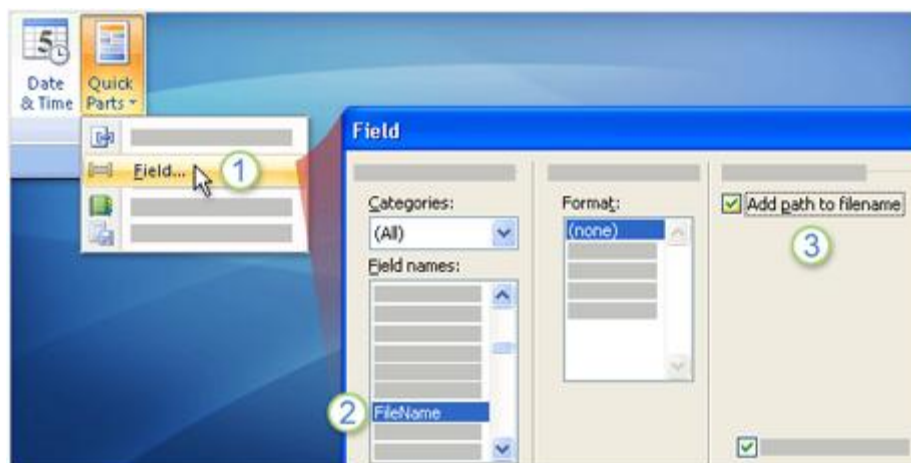 5
Date
& Time
Quick
Parts
Field...
1
Field
Categories:
(All)
Field names:
FileName
2
Format:
(none)
Add path to filename
3